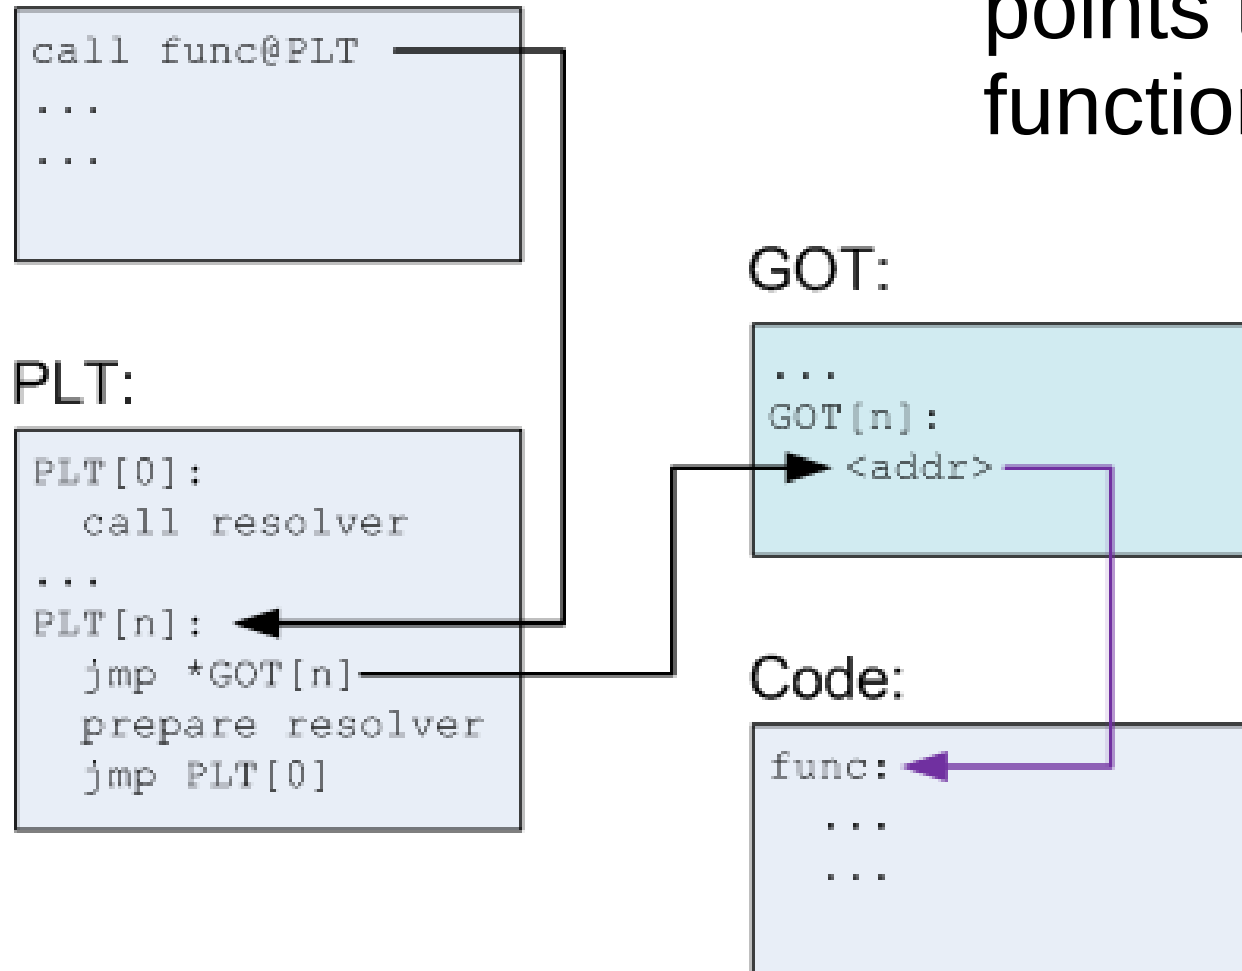 call func@PLT
...
...
PLT:
PLT[0]:
call resolver
...
PLT[n]:
jmp *GOT[n]
prepare resolver
jmp PLT[0]
points
GOT:
...
GOT[n]:
<addr>
Code:
func:
...
...